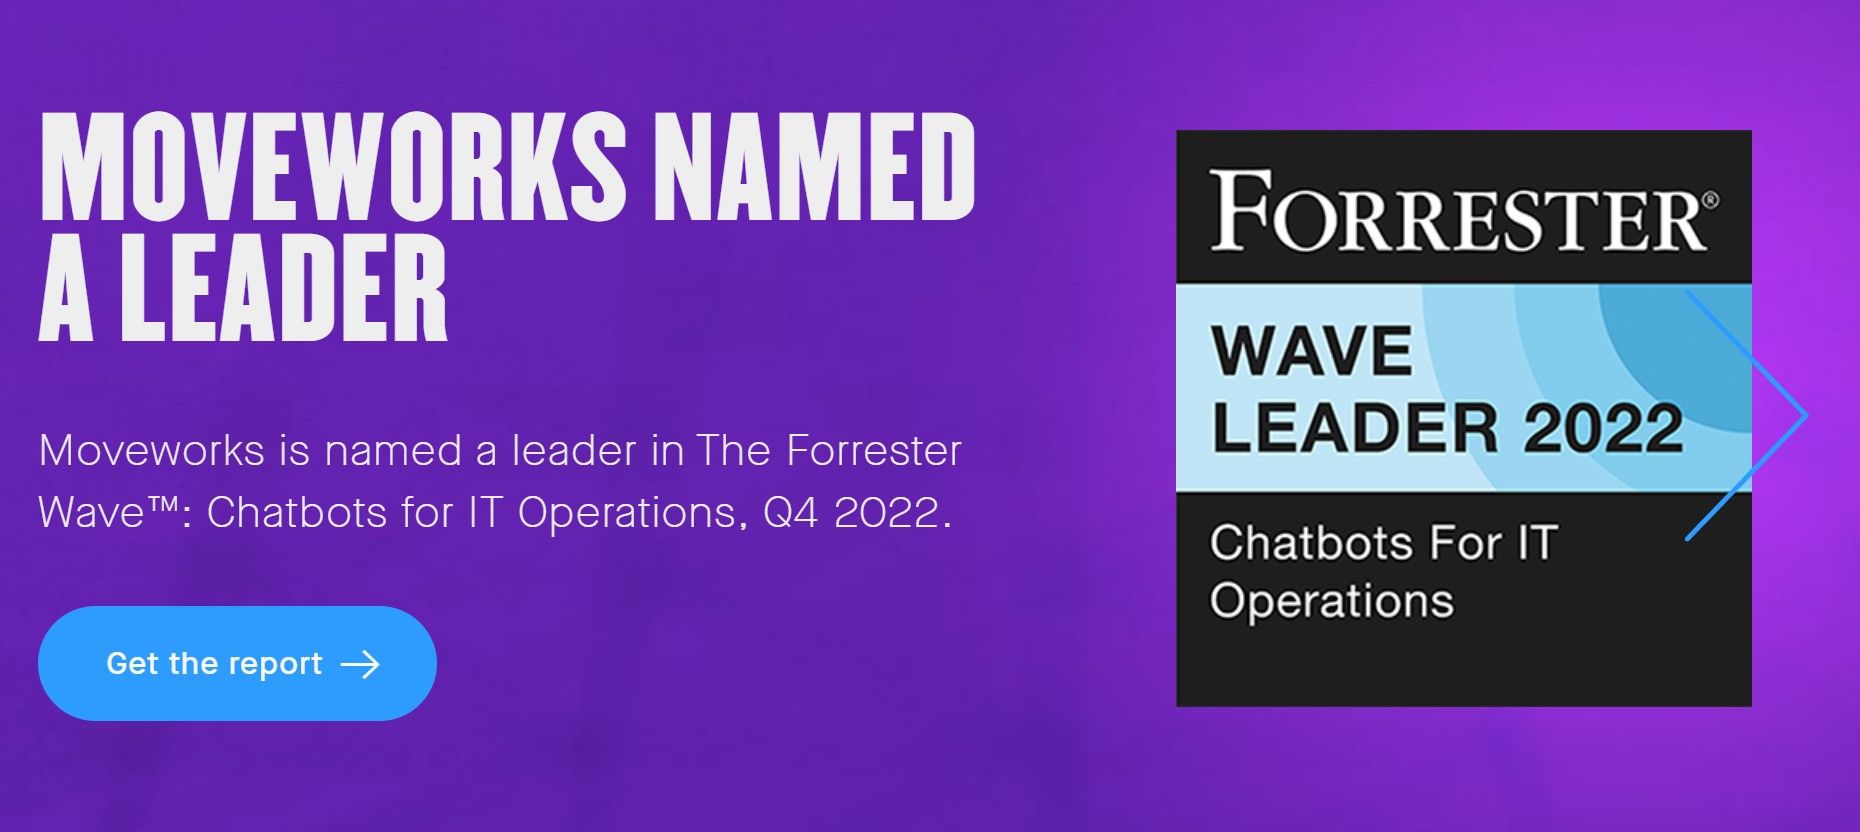 MOVEWORKS NAMED
A LEADER
Moveworks is named a leader in The Forrester
Wave™: Chatbots for IT Operations, Q4 2022.
Get the report →
FORRESTER®
WAVE
LEADER 2022
Chatbots For IT
Operations